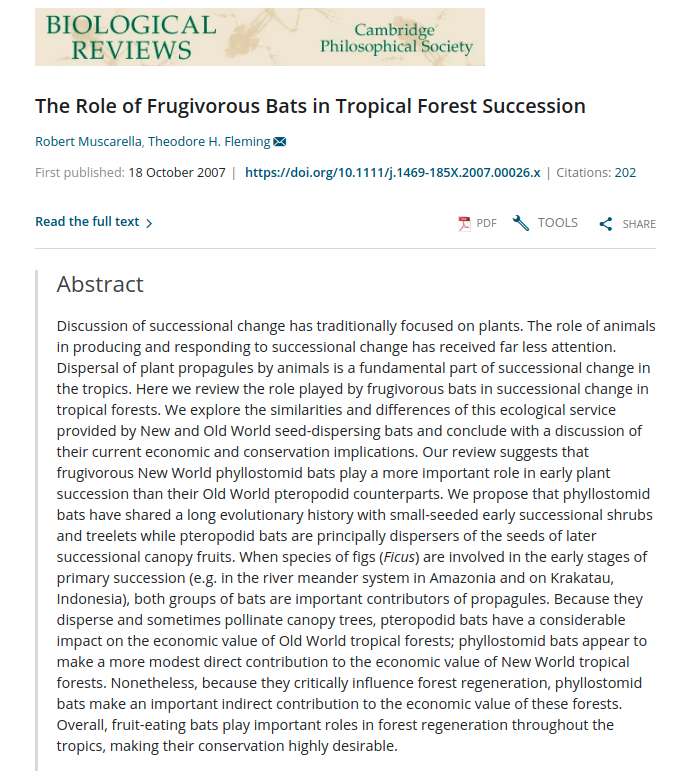 BIOLOGICAL
REVIEWS
Cambridge
Philosophical Society
The Role of Frugivorous Bats in Tropical Forest Succession
Robert Muscarella, Theodore H. Fleming
First published: 18 October 2007 | https://doi.org/10.1111/j.1469-185X.2007.00026.x | Citations: 202
Read the full text
PDF TOOLS SHARE
Abstract
Discussion of successional change has traditionally focused on plants. The role of animals
in producing and responding to successional change has received far less attention.
Dispersal of plant propagules by animals is a fundamental part of successional change in
the tropics. Here we review the role played by frugivorous bats in successional change in
tropical forests. We explore the similarities and differences of this ecological service
provided by New and Old World seed-dispersing bats and conclude with a discussion of
their current economic and conservation implications. Our review suggests that
frugivorous New World phyllostomid bats play a more important role in early plant
succession than their Old World pteropodid counterparts. We propose that phyllostomid
bats have shared a long evolutionary history with small-seeded early successional shrubs
and treelets while pteropodid bats are principally dispersers of the seeds of later
successional canopy fruits. When species of figs (Ficus) are involved in the early stages of
primary succession (e.g. in the river meander system in Amazonia and on Krakatau,
Indonesia), both groups of bats are important contributors of propagules. Because they
disperse and sometimes pollinate canopy trees, pteropodid bats have a considerable
impact on the economic value of Old World tropical forests; phyllostomid bats appear to
make a more modest direct contribution to the economic value of New World tropical
forests. Nonetheless, because they critically influence forest regeneration, phyllostomid
bats make an important indirect contribution to the economic value of these forests.
Overall, fruit-eating bats play important roles in forest regeneration throughout the
tropics, making their conservation highly desirable.